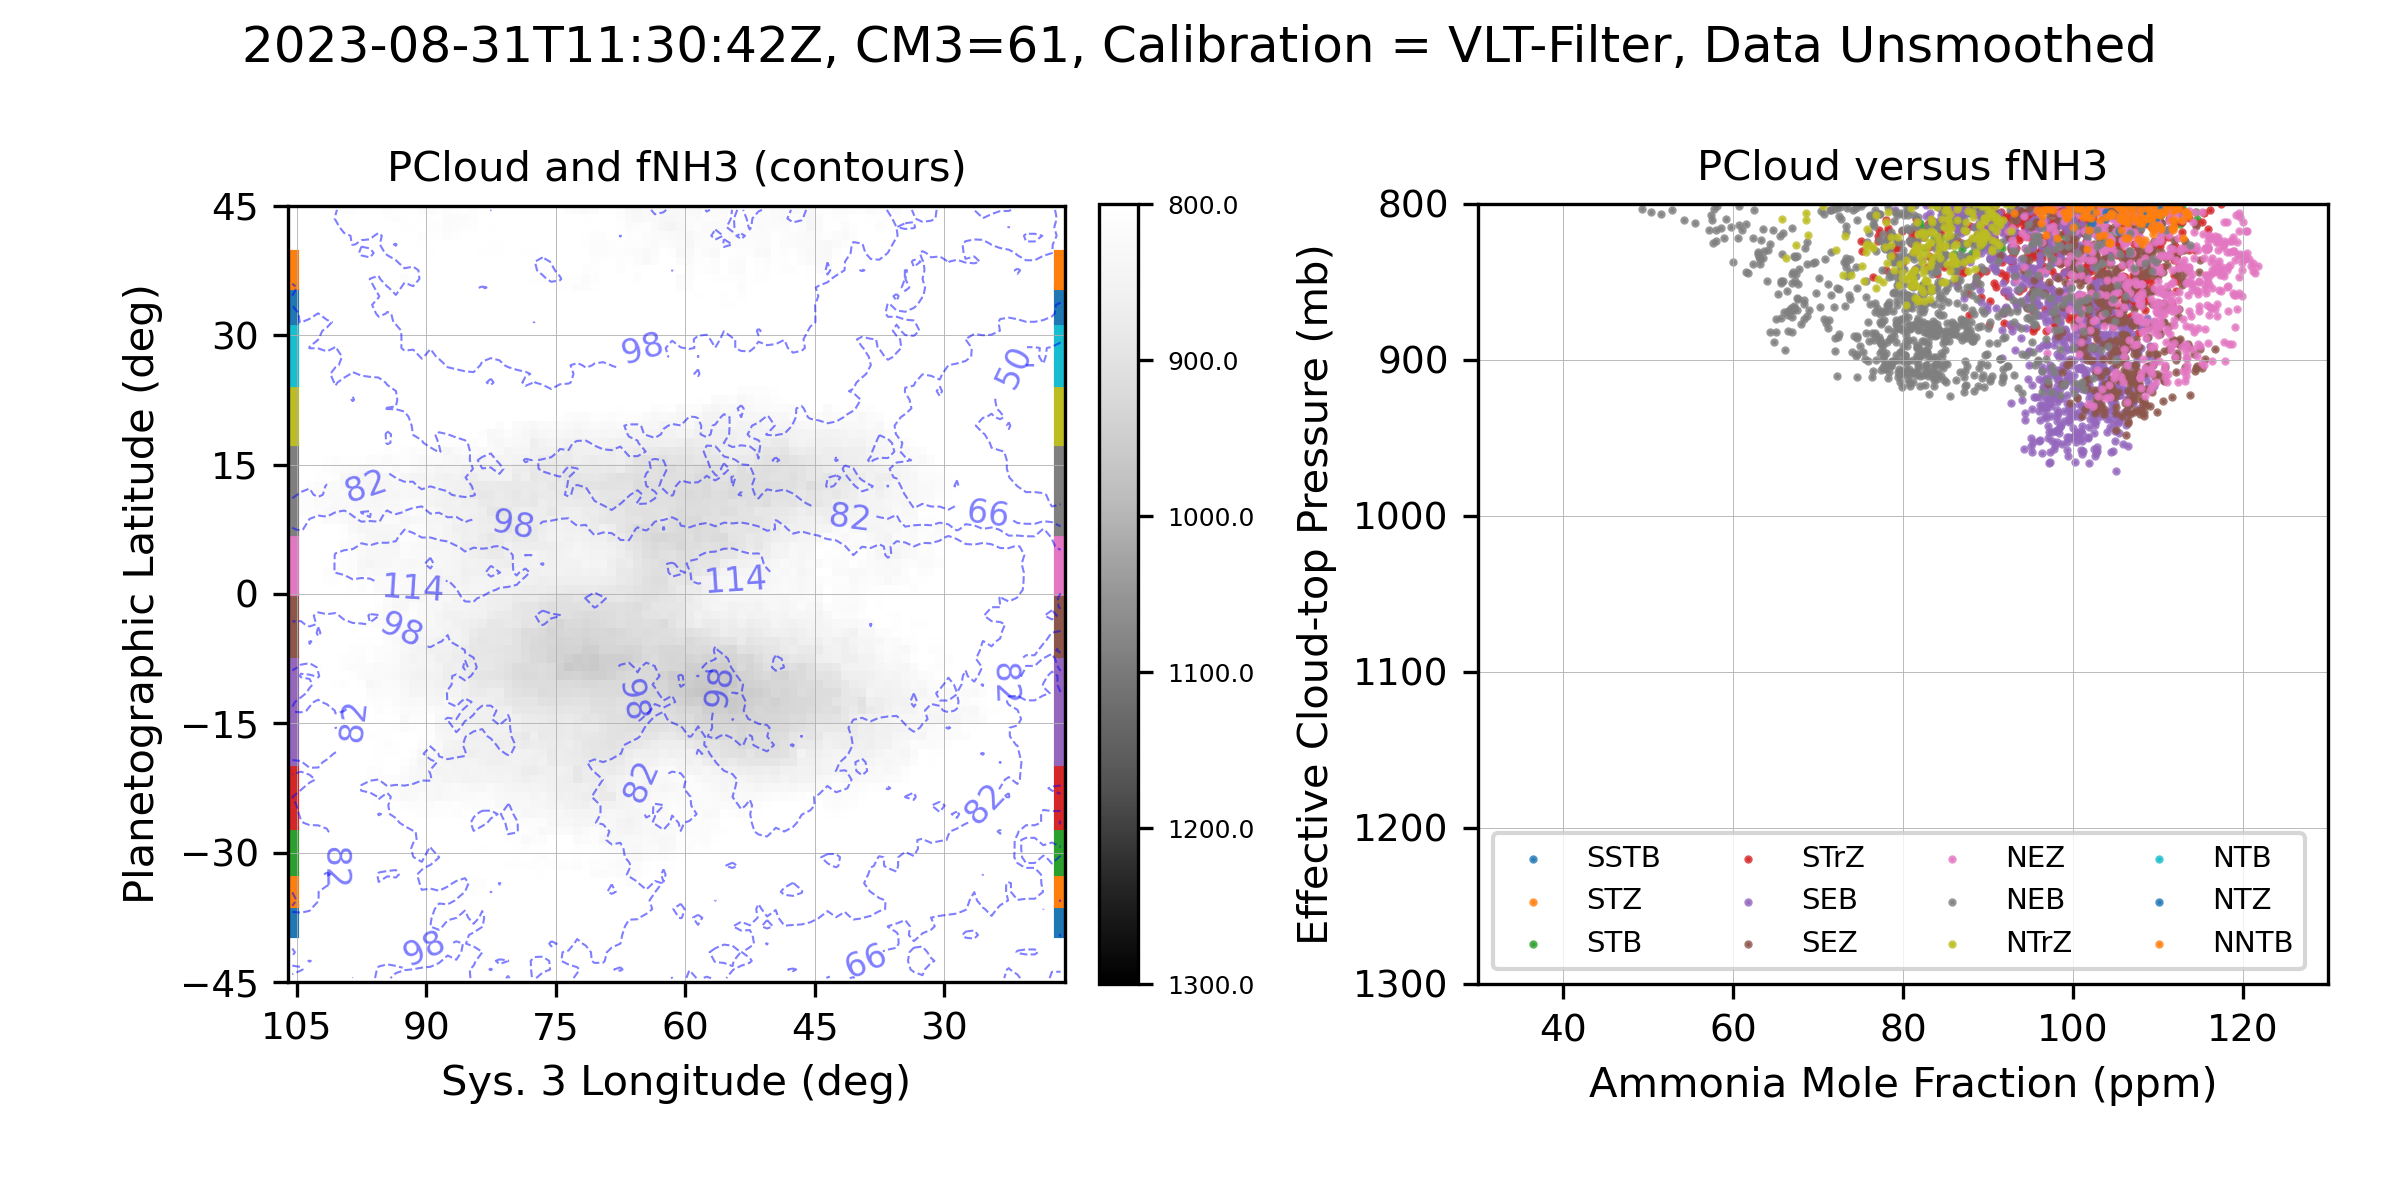 2023-08-31T11:30:42Z, CM3=61, Calibration = VLT-Filter, Data Unsmoothed
PCloud and fNH3 (contours)
Planetographic Latitude (deg)
45
30
15
0
−15
−30
−45
105
90
75
60
45
30
Sys. 3 Longitude (deg)
98
50
82
98
82
66
114
114
98
82
98
98
82
82
82
82
98
66
800.0
900.0
1000.0
1100.0
1200.0
1300.0
PCloud versus fNH3
Effective Cloud-top Pressure (mb)
800
900
1000
1100
1200
1300
40
60
80
100
120
Ammonia Mole Fraction (ppm)
SSTB
STZ
STB
STrZ
SEB
SEZ
NEZ
NEB
NTrZ
NTB
NTZ
NNTB